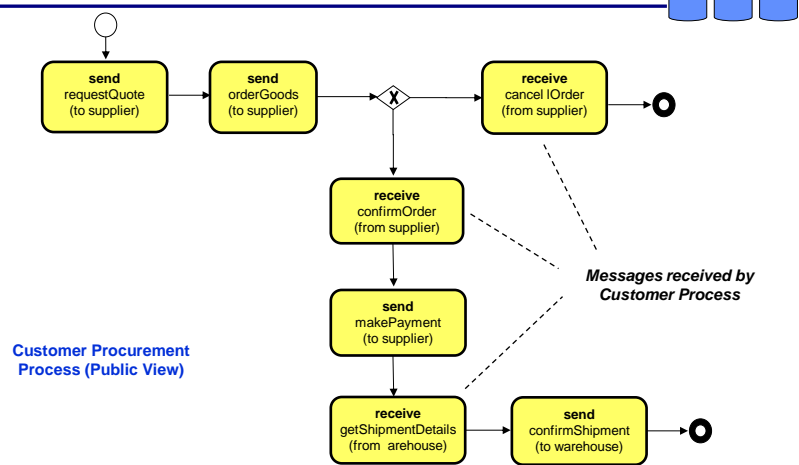 send
requestQuote
(to supplier)
send
orderGoods
(to supplier)
X
receive
cancel lOrder
(from supplier)
receive
confirmOrder
(from supplier)
Messages received by
Customer Process
send
makePayment
(to supplier)
Customer Procurement
Process (Public View)
receive
getShipmentDetails
(from arehouse)
send
confirmShipment
(to warehouse)